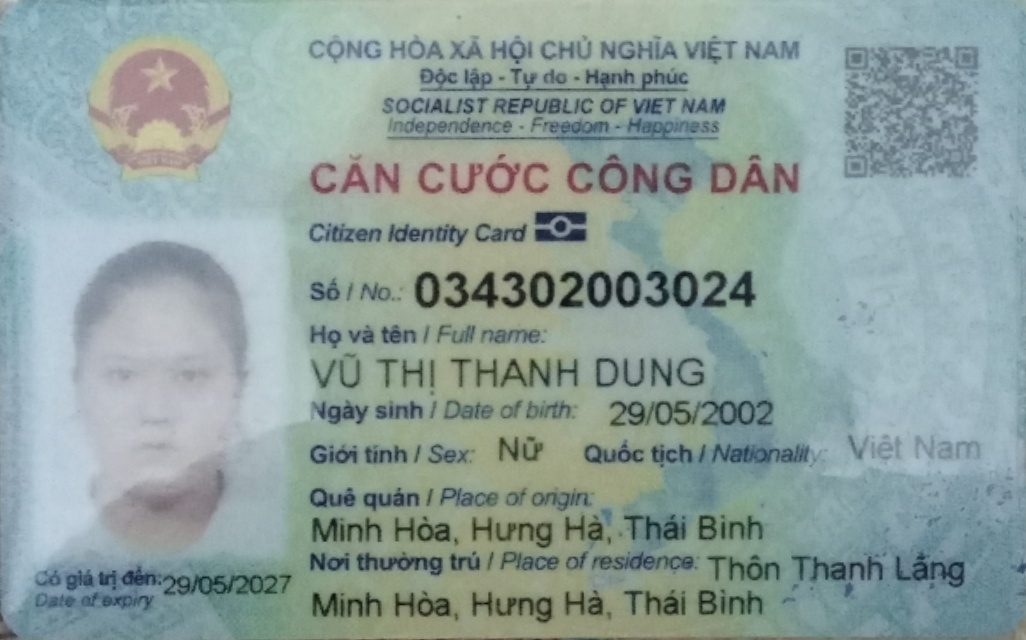 CỘNG HÒA XÃ HỘI CHỦ NGHĨA VIỆT NAM
Độc lập - Tự do - Hạnh phúc
SOCIALIST REPUBLIC OF VIET NAM
Independence - Freedom - Happiness
CĂN CƯỚC CÔNG DÂN
Citizen Identity Card
Số / No.: 034302003024
Họ và tên / Full name:
VŨ THỊ THANH DUNG
Ngày sinh / Date of birth: 29/05/2002
Giới tính / Sex: Nữ Quốc tịch / Nationality: Việt Nam
Quê quán / Place of origin:
Minh Hòa, Hưng Hà, Thái Bình
Nơi thường trú / Place of residence: Thôn Thanh Lãng
Minh Hòa, Hưng Hà, Thái Bình
Có giá trị đến: 29/05/2027
Date of expiry